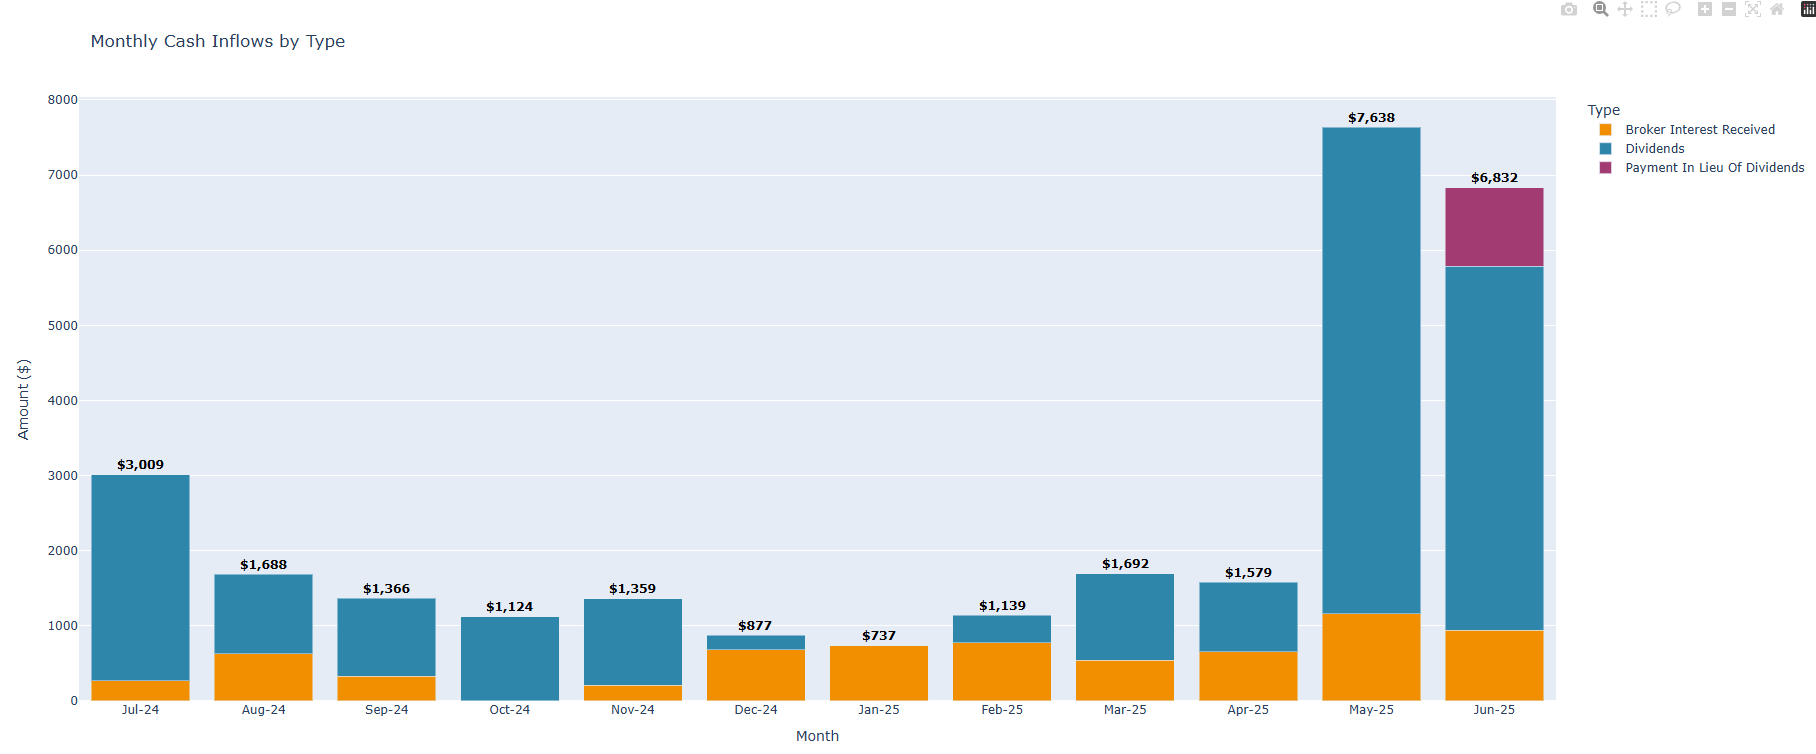 Monthly Cash Inflows by Type
Type
Broker Interest Received
Dividends
Payment In Lieu Of Dividends
Amount ($)
8000
7000
6000
5000
4000
3000
2000
1000
0
$3,009
$1,688
$1,366
$1,124
$1,359
$877
$737
$1,139
$1,692
$1,579
$7,638
$6,832
Jul-24
Aug-24
Sep-24
Oct-24
Nov-24
Dec-24
Jan-25
Feb-25
Mar-25
Apr-25
May-25
Jun-25
Month